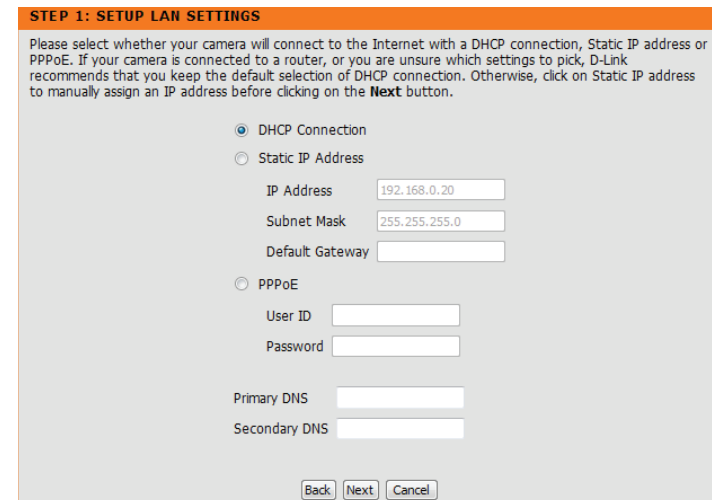 STEP 1: SETUP LAN SETTINGS
Please select whether your camera will connect to the Internet with a DHCP connection, Static IP address or
PPPoE. If your camera is connected to a router, or you are unsure which settings to pick, D-Link
recommends that you keep the default selection of DHCP connection. Otherwise, click on Static IP address
to manually assign an IP address before clicking on the Next button.
DHCP Connection
Static IP Address
IP Address 192.168.0.20
Subnet Mask 255.255.255.0
Default Gateway
PPPoE
User ID
Password
Primary DNS
Secondary DNS
Back Next Cancel